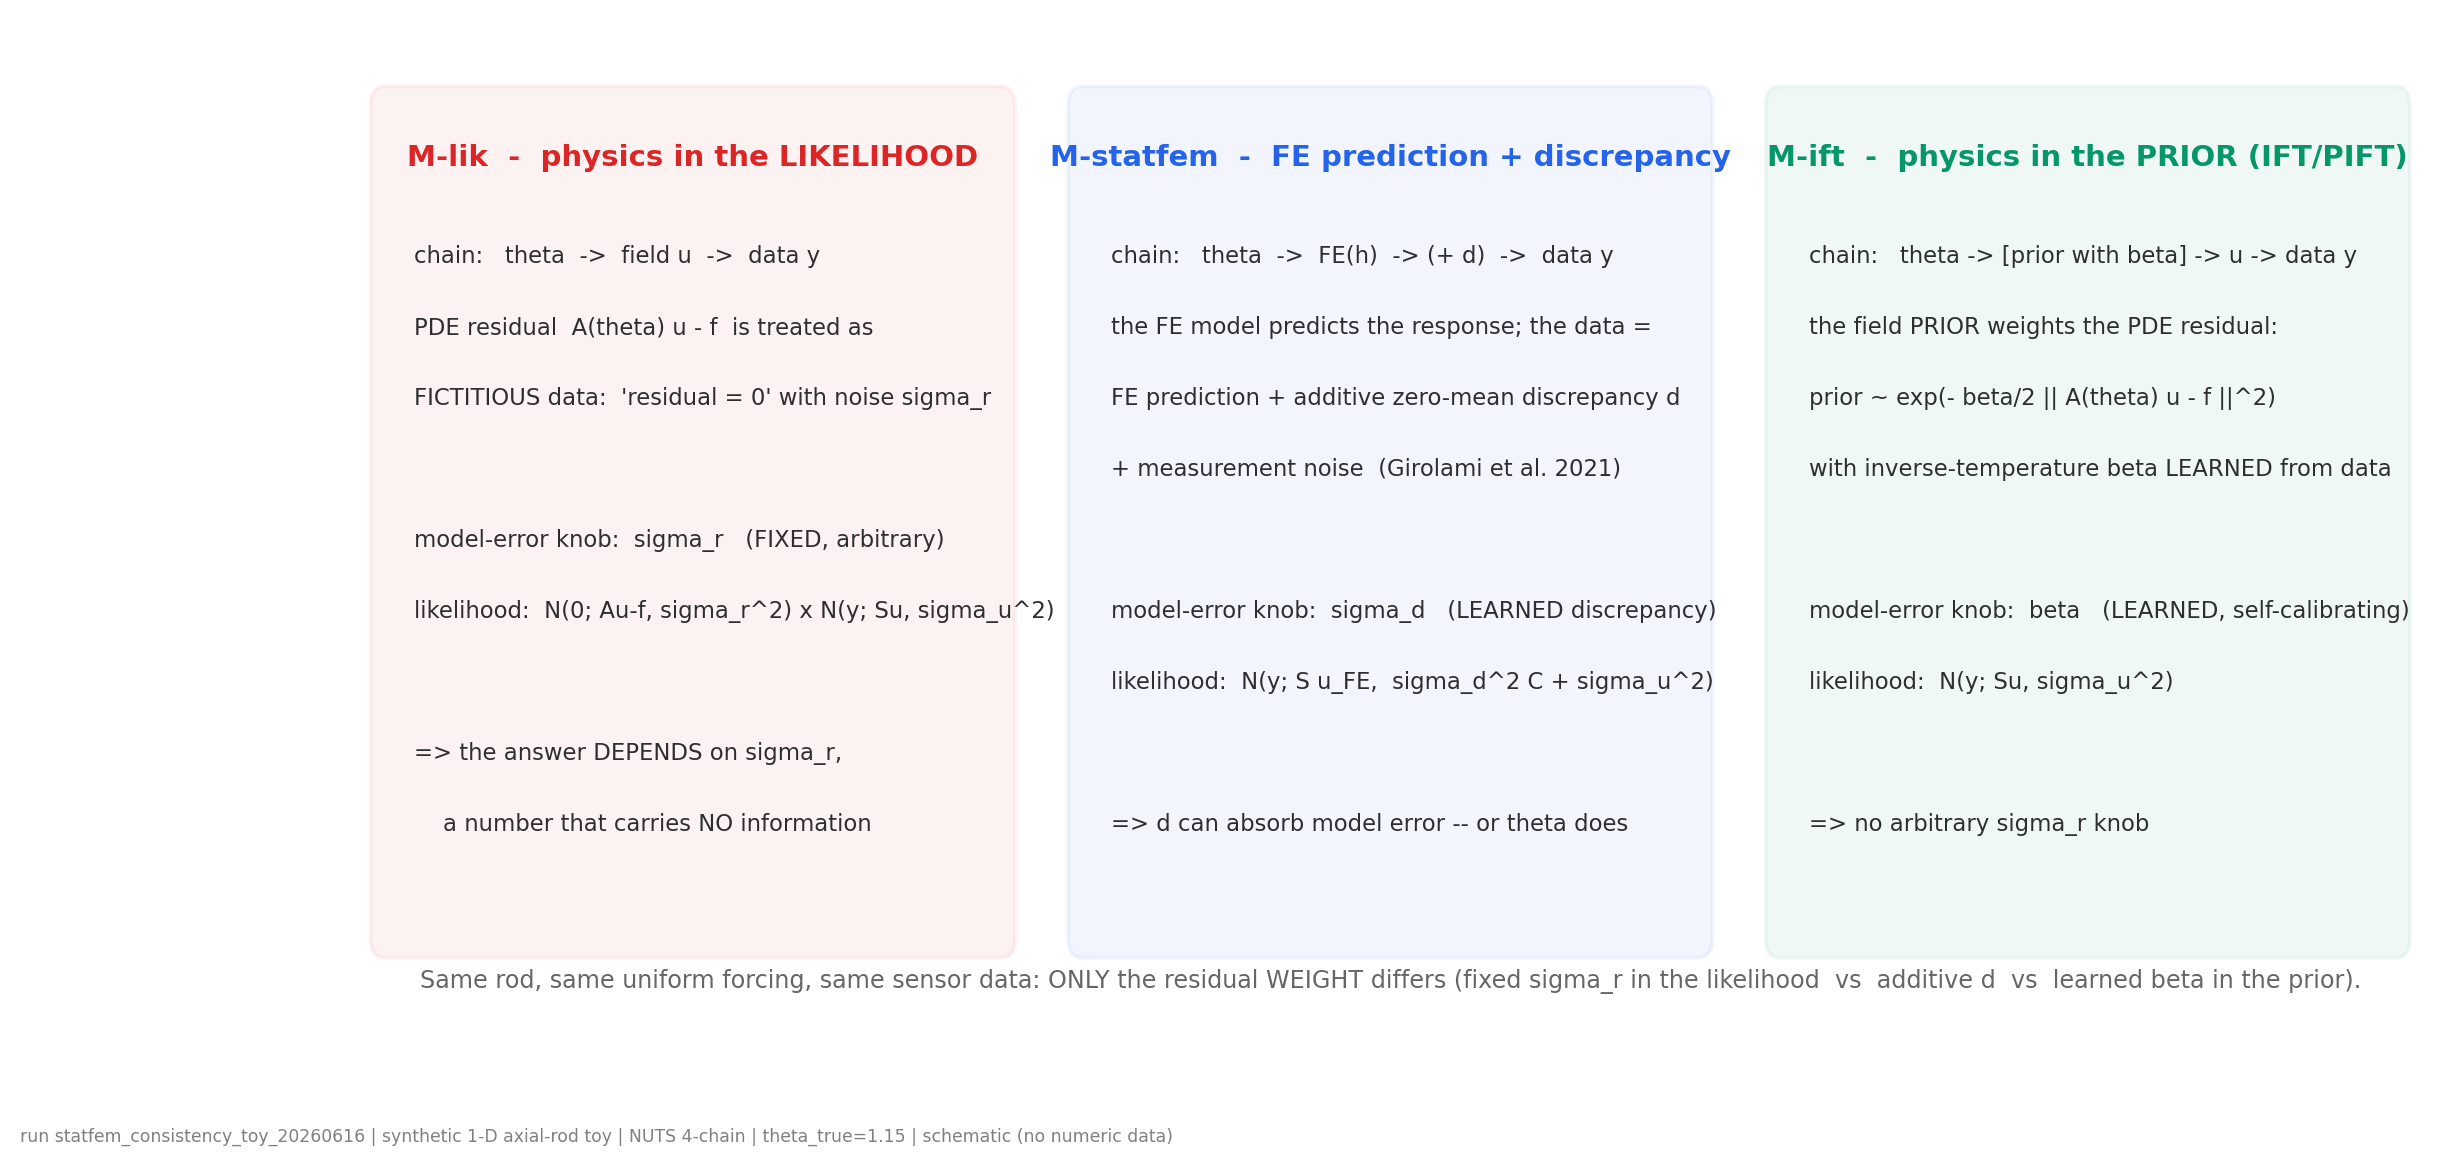 M-lik - physics in the LIKELIHOOD
chain: theta -> field u -> data y
PDE residual A(theta) u - f is treated as
FICTITIOUS data: 'residual = 0' with noise sigma_r
model-error knob: sigma_r (FIXED, arbitrary)
likelihood: N(0; Au-f, sigma_r^2) x N(y; Su, sigma_u^2)
=> the answer DEPENDS on sigma_r,
a number that carries NO information
M-statfem - FE prediction + discrepancy
chain: theta -> FE(h) -> (+ d) -> data y
the FE model predicts the response; the data =
FE prediction + additive zero-mean discrepancy d
+ measurement noise (Girolami et al. 2021)
model-error knob: sigma_d (LEARNED discrepancy)
likelihood: N(y; S u_FE, sigma_d^2 C + sigma_u^2)
=> d can absorb model error -- or theta does
M-ift - physics in the PRIOR (IFT/PIFT)
chain: theta -> [prior with beta] -> u -> data y
the field PRIOR weights the PDE residual:
prior ~ exp(- beta/2 || A(theta) u - f ||^2)
with inverse-temperature beta LEARNED from data
model-error knob: beta (LEARNED, self-calibrating)
likelihood: N(y; Su, sigma_u^2)
=> no arbitrary sigma_r knob
Same rod, same uniform forcing, same sensor data: ONLY the residual WEIGHT differs (fixed sigma_r in the likelihood vs additive d vs learned beta in the prior).
run statfem_consistency_toy_20260616 | synthetic 1-D axial-rod toy | NUTS 4-chain | theta_true=1.15 | schematic (no numeric data)